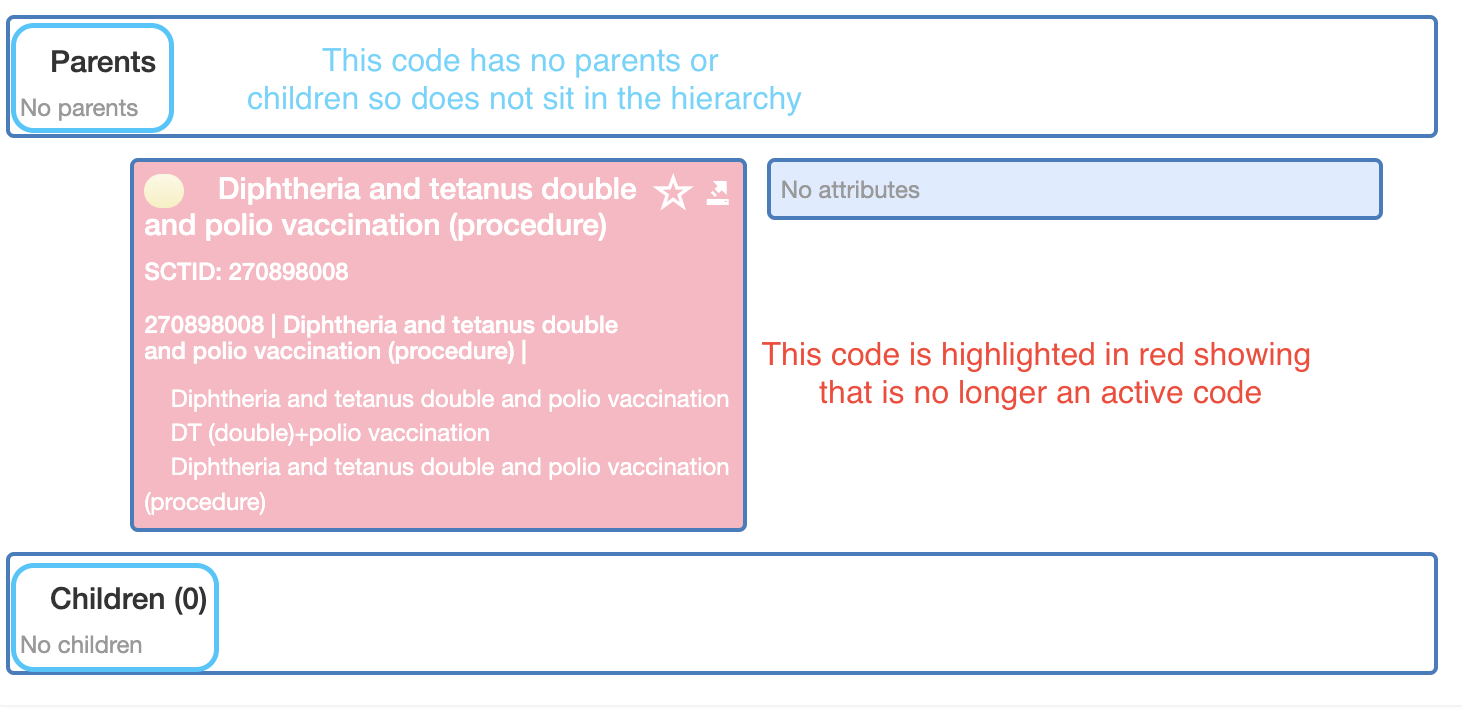 Parents
No parents
This code has no parents or
children so does not sit in the hierarchy
Diphtheria and tetanus double
and polio vaccination (procedure)
SCTID: 270898008
270898008 | Diphtheria and tetanus double
and polio vaccination (procedure) |
Diphtheria and tetanus double and polio vaccination
DT (double)+polio vaccination
Diphtheria and tetanus double and polio vaccination
(procedure)
No attributes
This code is highlighted in red showing
that is no longer an active code
Children (0)
No children